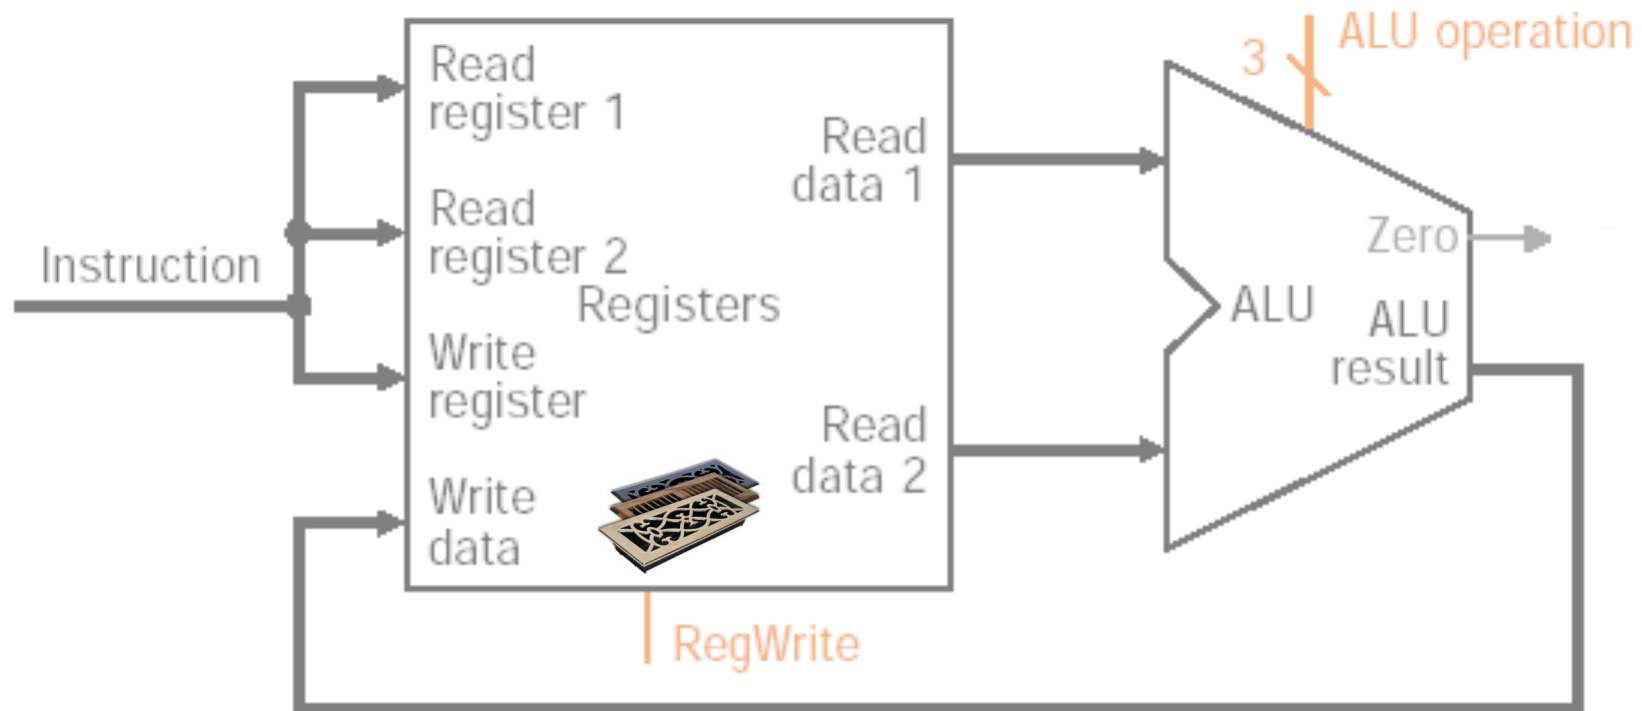 Instruction
Read
register 1
Read
register 2
Registers
Write
register
Write
data
Read
data 1
Read
data 2
RegWrite
3
ALU operation
Zero
ALU
ALU
result